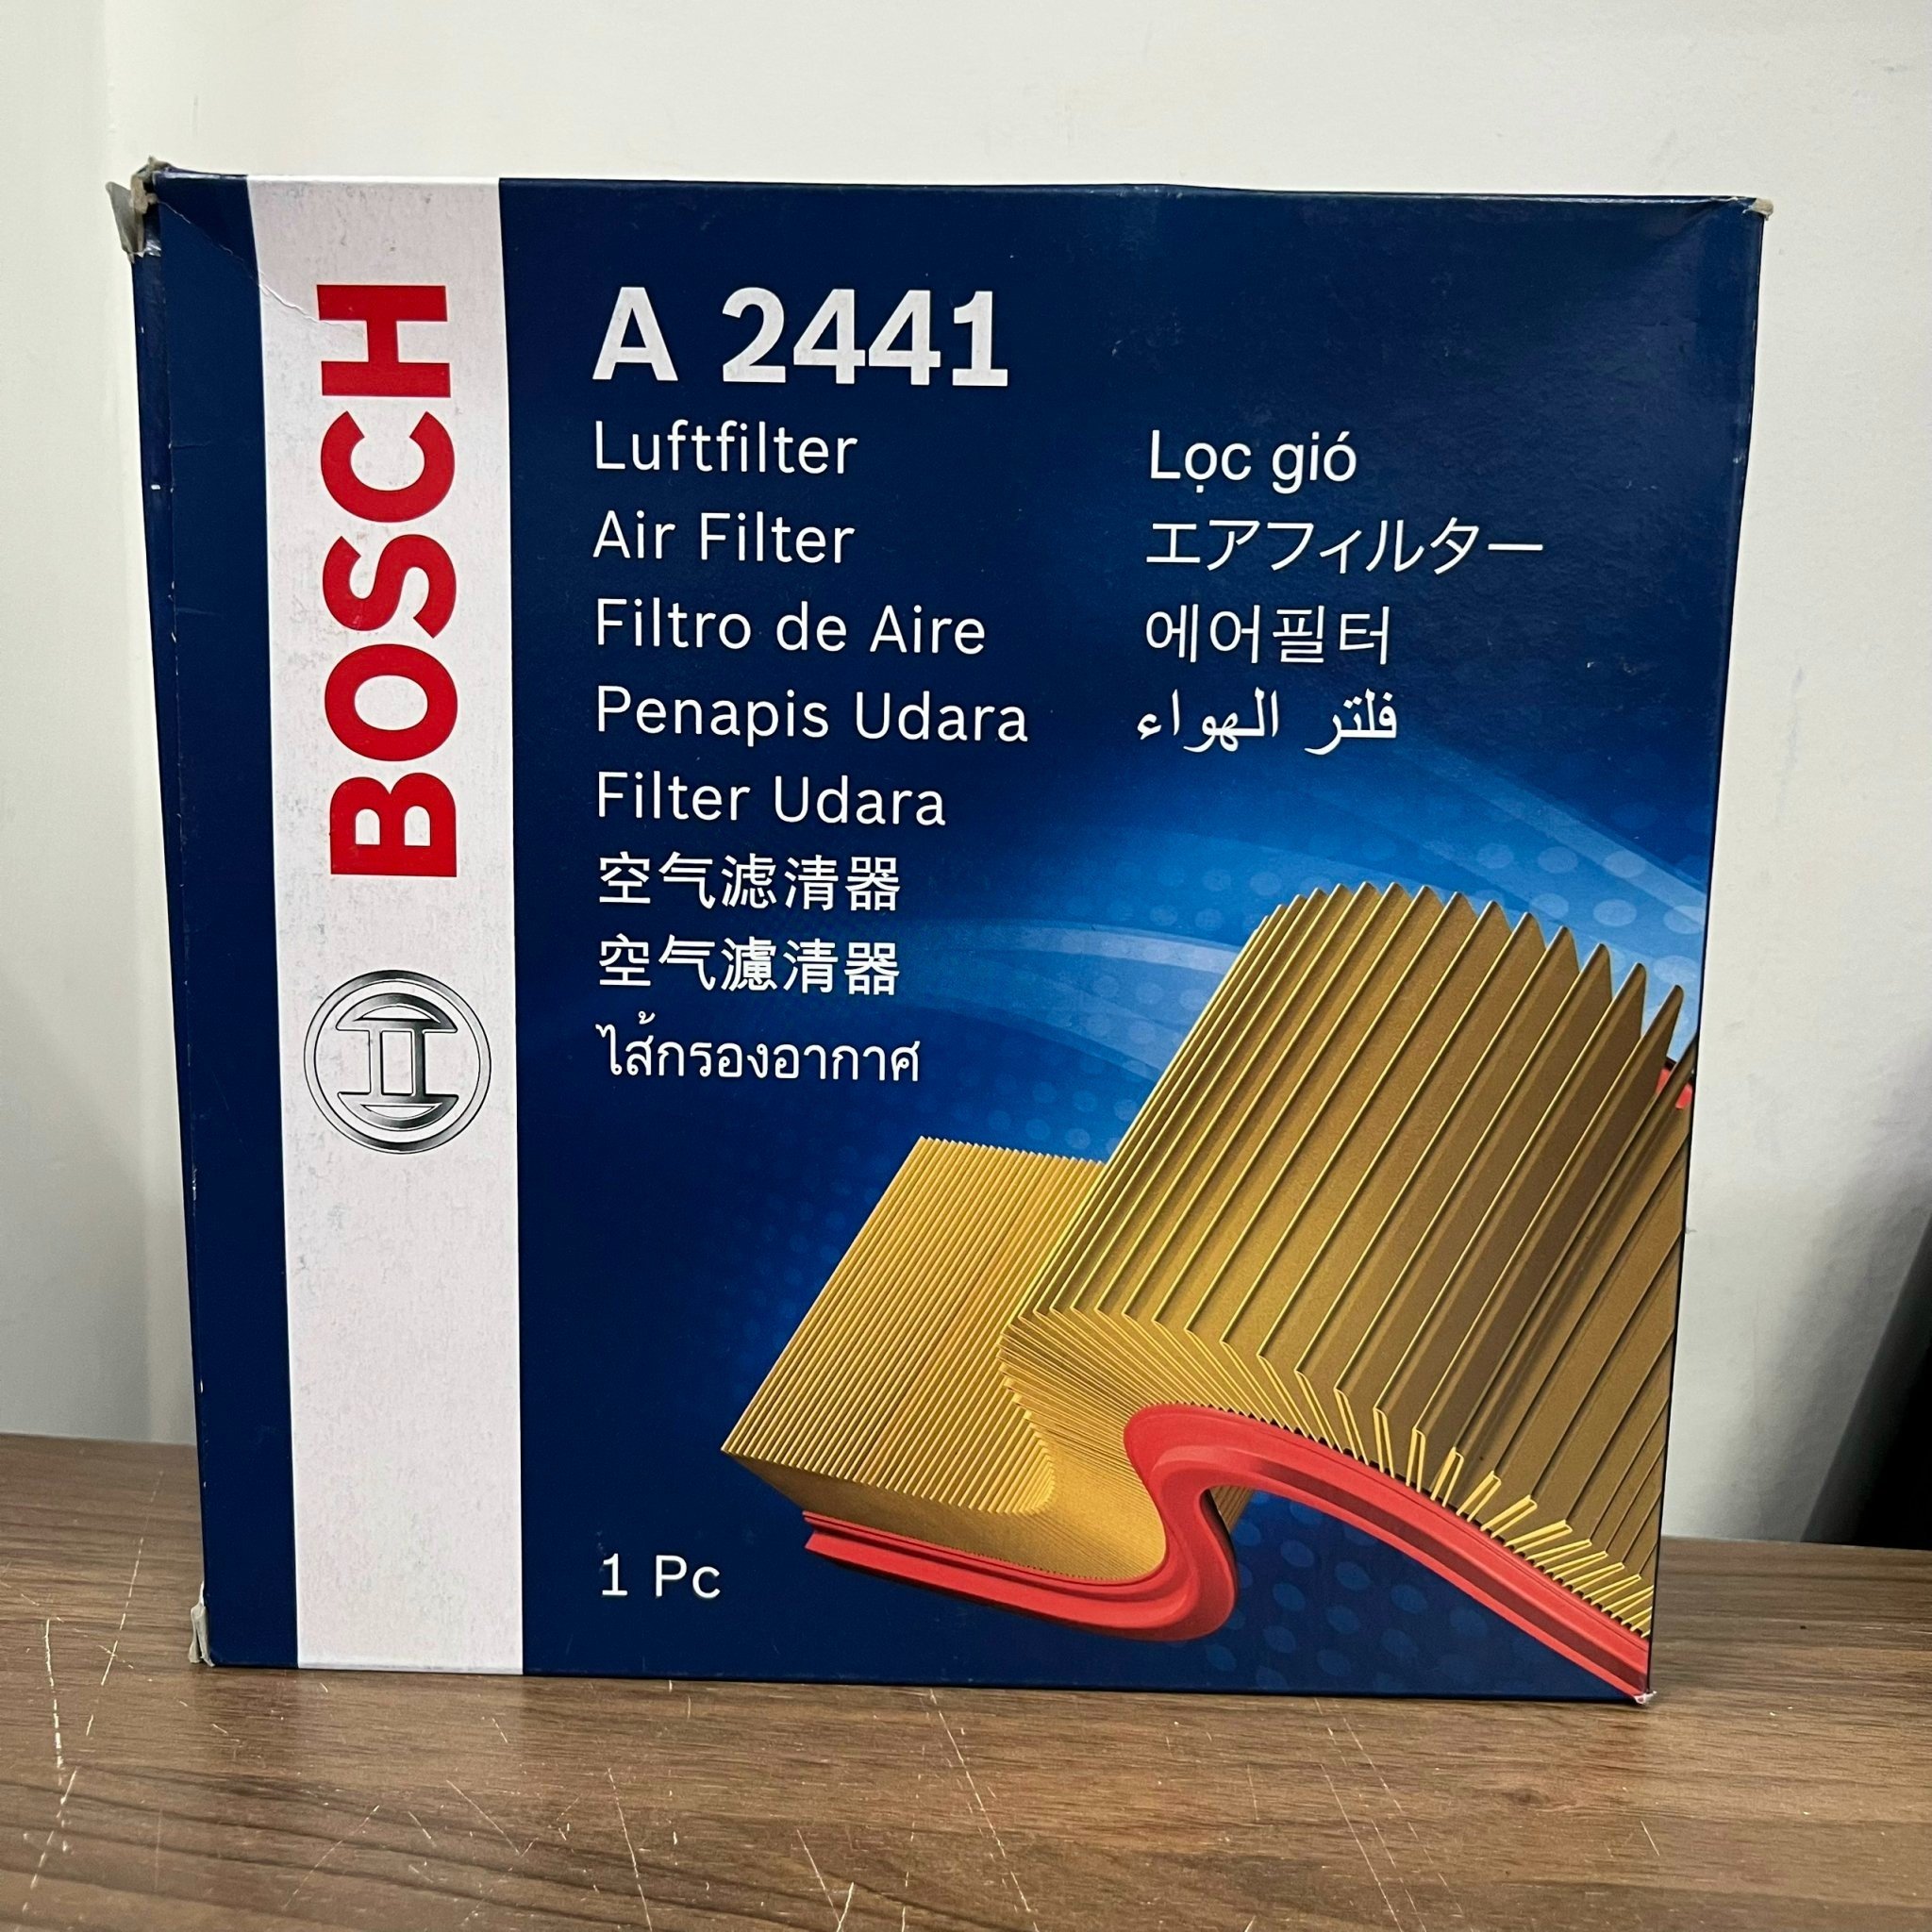 BOSCH
A 2441
Luftfilter
Air Filter
Filtro de Aire
Penapis Udara
Filter Udara
空气滤清器
空气濾清器
ไส้กรองอากาศ
Lọc gió
エアフィルター
에어필터
فلتر الهواء
1 Pc